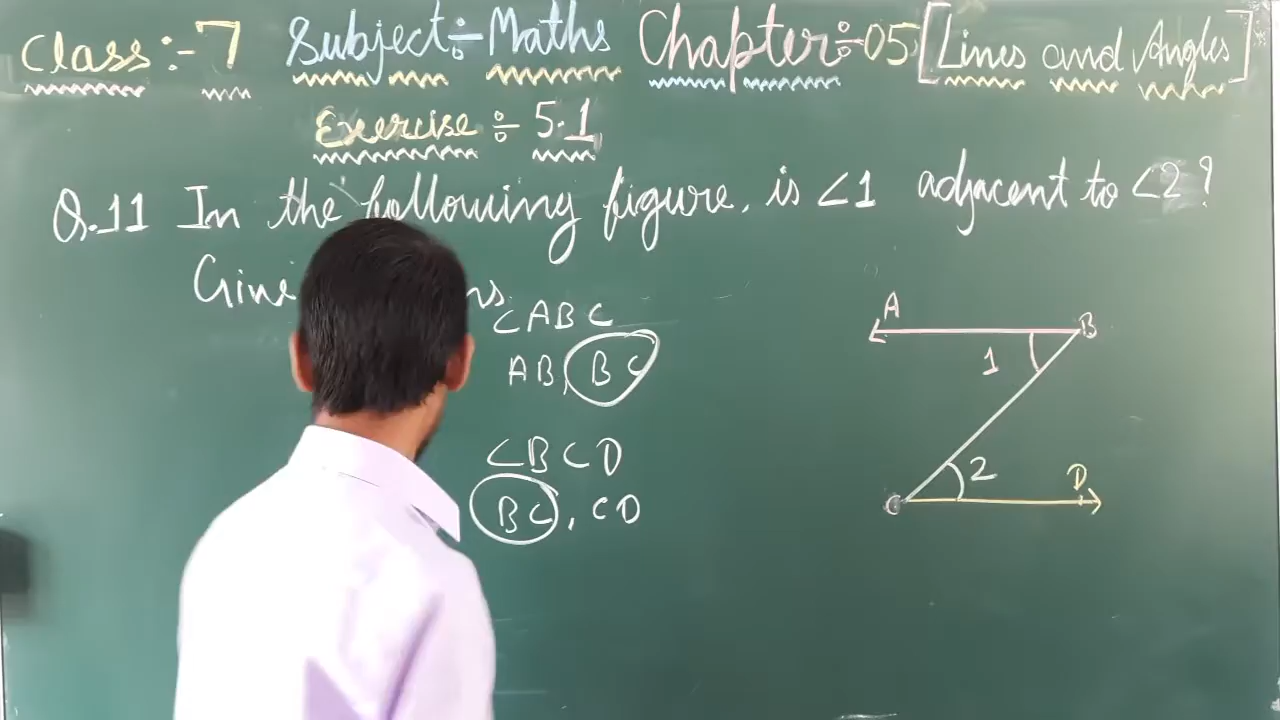 Class:- 7 Subject÷ Maths Chapter÷ 05 [Lines and Angles]
Exercise ÷ 5.1
Q.11 In the following figure, is ∠1 adjacent to ∠2?
∠ABC
AB, BC
∠BCD
BC, CD
A
B
1
2
D
C